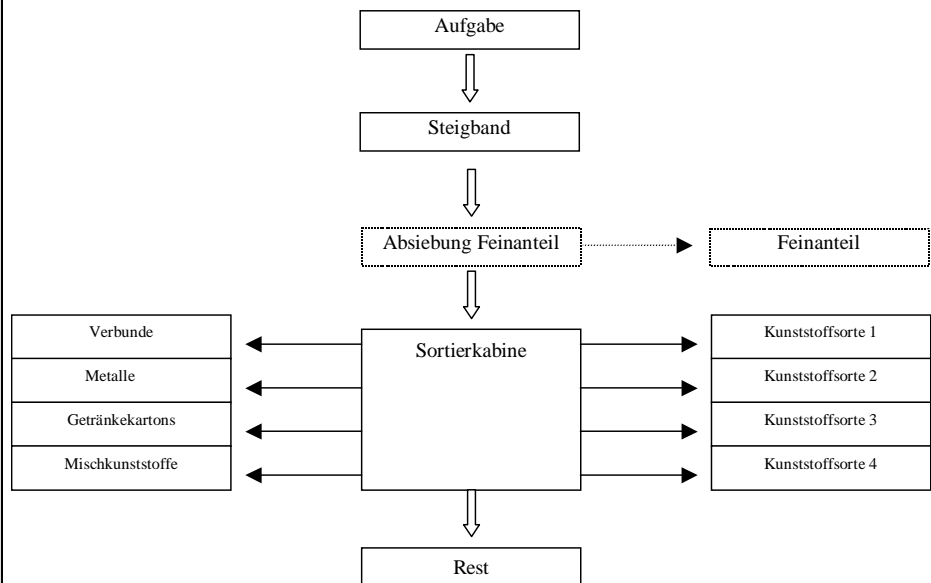 Aufgabe
Steigband
Absiebung Feinanteil
Feinanteil
Verbunde
Sortierkabine
Kunststoffsorte 1
Metalle
Kunststoffsorte 2
Getränkekartons
Kunststoffsorte 3
Mischkunststoffe
Kunststoffsorte 4
Rest